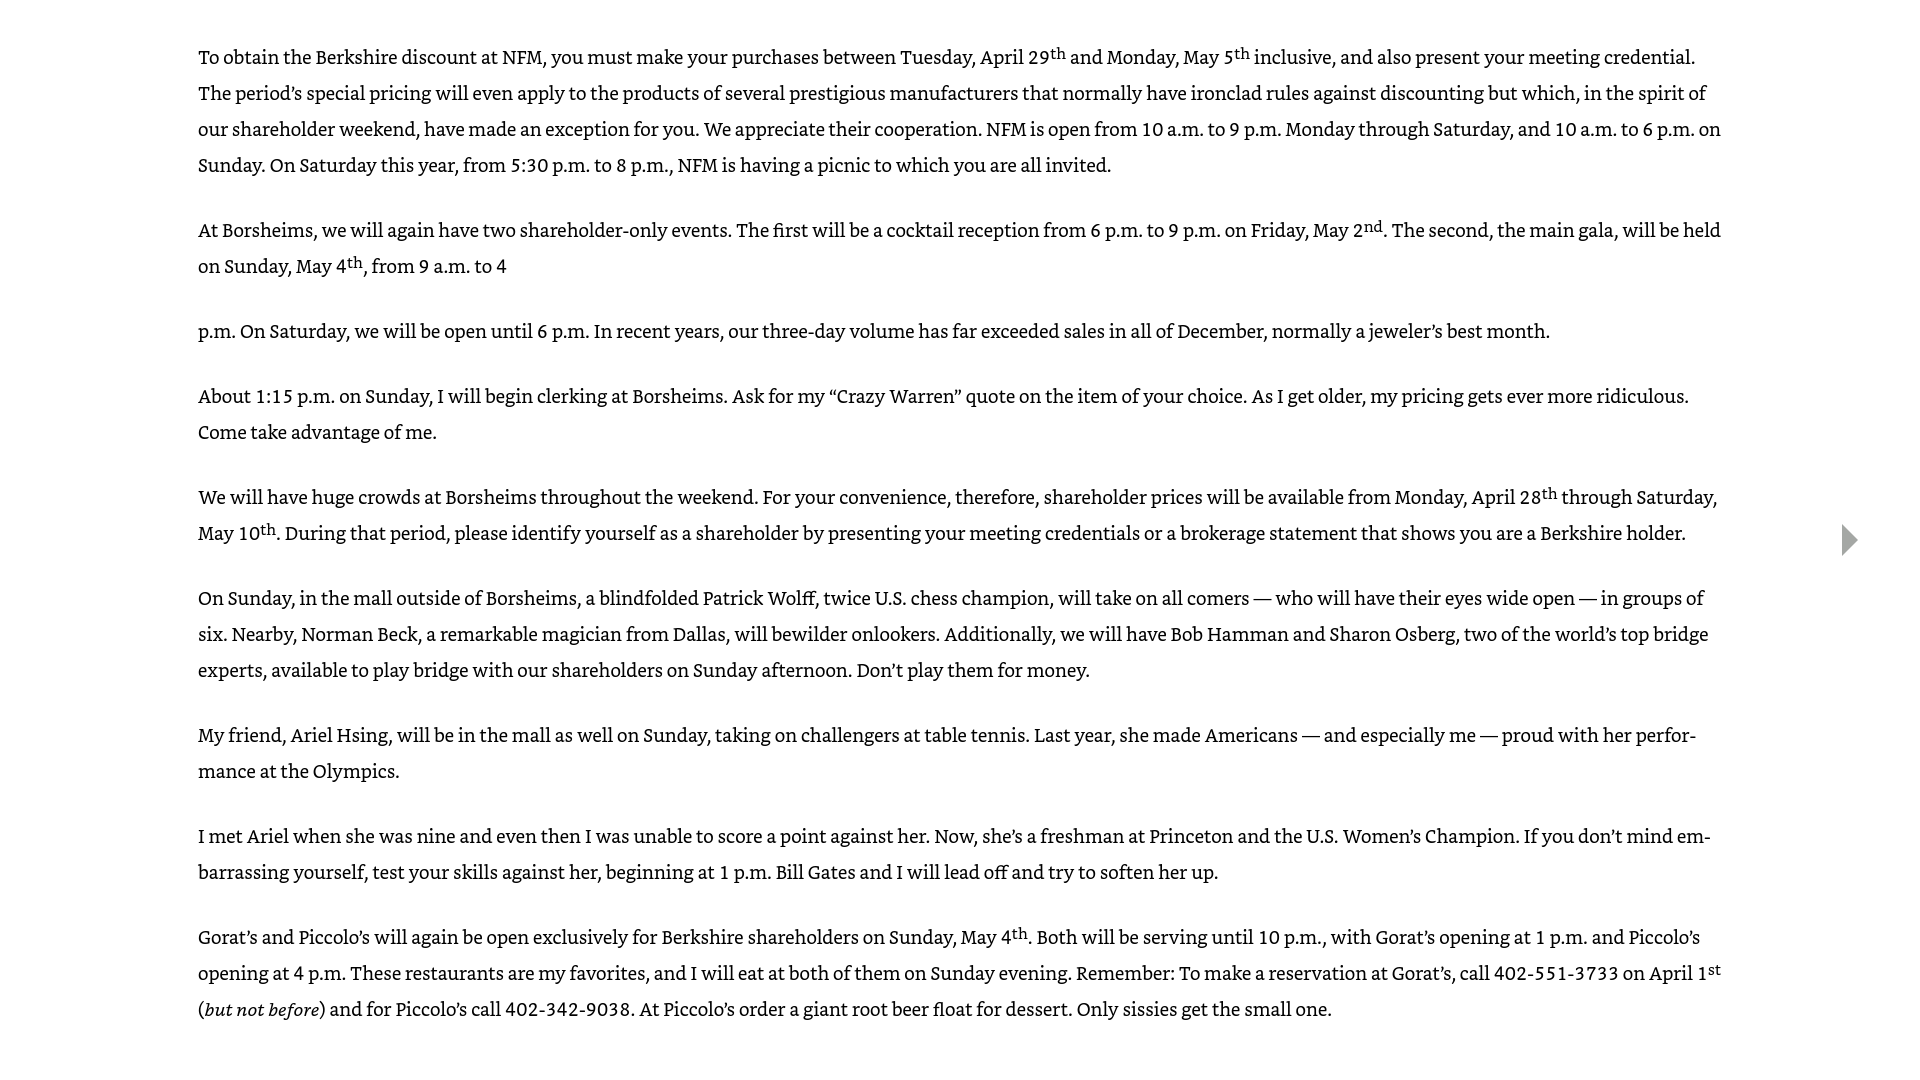 To obtain the Berkshire discount at NFM, you must make your purchases between Tuesday, April 29th and Monday, May 5th inclusive, and also present your meeting credential.
The period’s special pricing will even apply to the products of several prestigious manufacturers that normally have ironclad rules against discounting but which, in the spirit of
our shareholder weekend, have made an exception for you. We appreciate their cooperation. NFM is open from 10 a.m. to 9 p.m. Monday through Saturday, and 10 a.m. to 6 p.m. on
Sunday. On Saturday this year, from 5:30 p.m. to 8 p.m., NFM is having a picnic to which you are all invited.
At Borsheims, we will again have two shareholder-only events. The first will be a cocktail reception from 6 p.m. to 9 p.m. on Friday, May 2nd. The second, the main gala, will be held
on Sunday, May 4th, from 9 a.m. to 4
p.m. On Saturday, we will be open until 6 p.m. In recent years, our three-day volume has far exceeded sales in all of December, normally a jeweler’s best month.
About 1:15 p.m. on Sunday, I will begin clerking at Borsheims. Ask for my “Crazy Warren” quote on the item of your choice. As I get older, my pricing gets ever more ridiculous.
Come take advantage of me.
We will have huge crowds at Borsheims throughout the weekend. For your convenience, therefore, shareholder prices will be available from Monday, April 28th through Saturday,
May 10th. During that period, please identify yourself as a shareholder by presenting your meeting credentials or a brokerage statement that shows you are a Berkshire holder.
On Sunday, in the mall outside of Borsheims, a blindfolded Patrick Wolff, twice U.S. chess champion, will take on all comers — who will have their eyes wide open — in groups of
six. Nearby, Norman Beck, a remarkable magician from Dallas, will bewilder onlookers. Additionally, we will have Bob Hamman and Sharon Osberg, two of the world’s top bridge
experts, available to play bridge with our shareholders on Sunday afternoon. Don’t play them for money.
My friend, Ariel Hsing, will be in the mall as well on Sunday, taking on challengers at table tennis. Last year, she made Americans — and especially me — proud with her perfor-
mance at the Olympics.
I met Ariel when she was nine and even then I was unable to score a point against her. Now, she’s a freshman at Princeton and the U.S. Women’s Champion. If you don’t mind em-
barrassing yourself, test your skills against her, beginning at 1 p.m. Bill Gates and I will lead off and try to soften her up.
Gorat’s and Piccolo’s will again be open exclusively for Berkshire shareholders on Sunday, May 4th. Both will be serving until 10 p.m., with Gorat’s opening at 1 p.m. and Piccolo’s
opening at 4 p.m. These restaurants are my favorites, and I will eat at both of them on Sunday evening. Remember: To make a reservation at Gorat’s, call 402-551-3733 on April 1st
(but not before) and for Piccolo’s call 402-342-9038. At Piccolo’s order a giant root beer float for dessert. Only sissies get the small one.